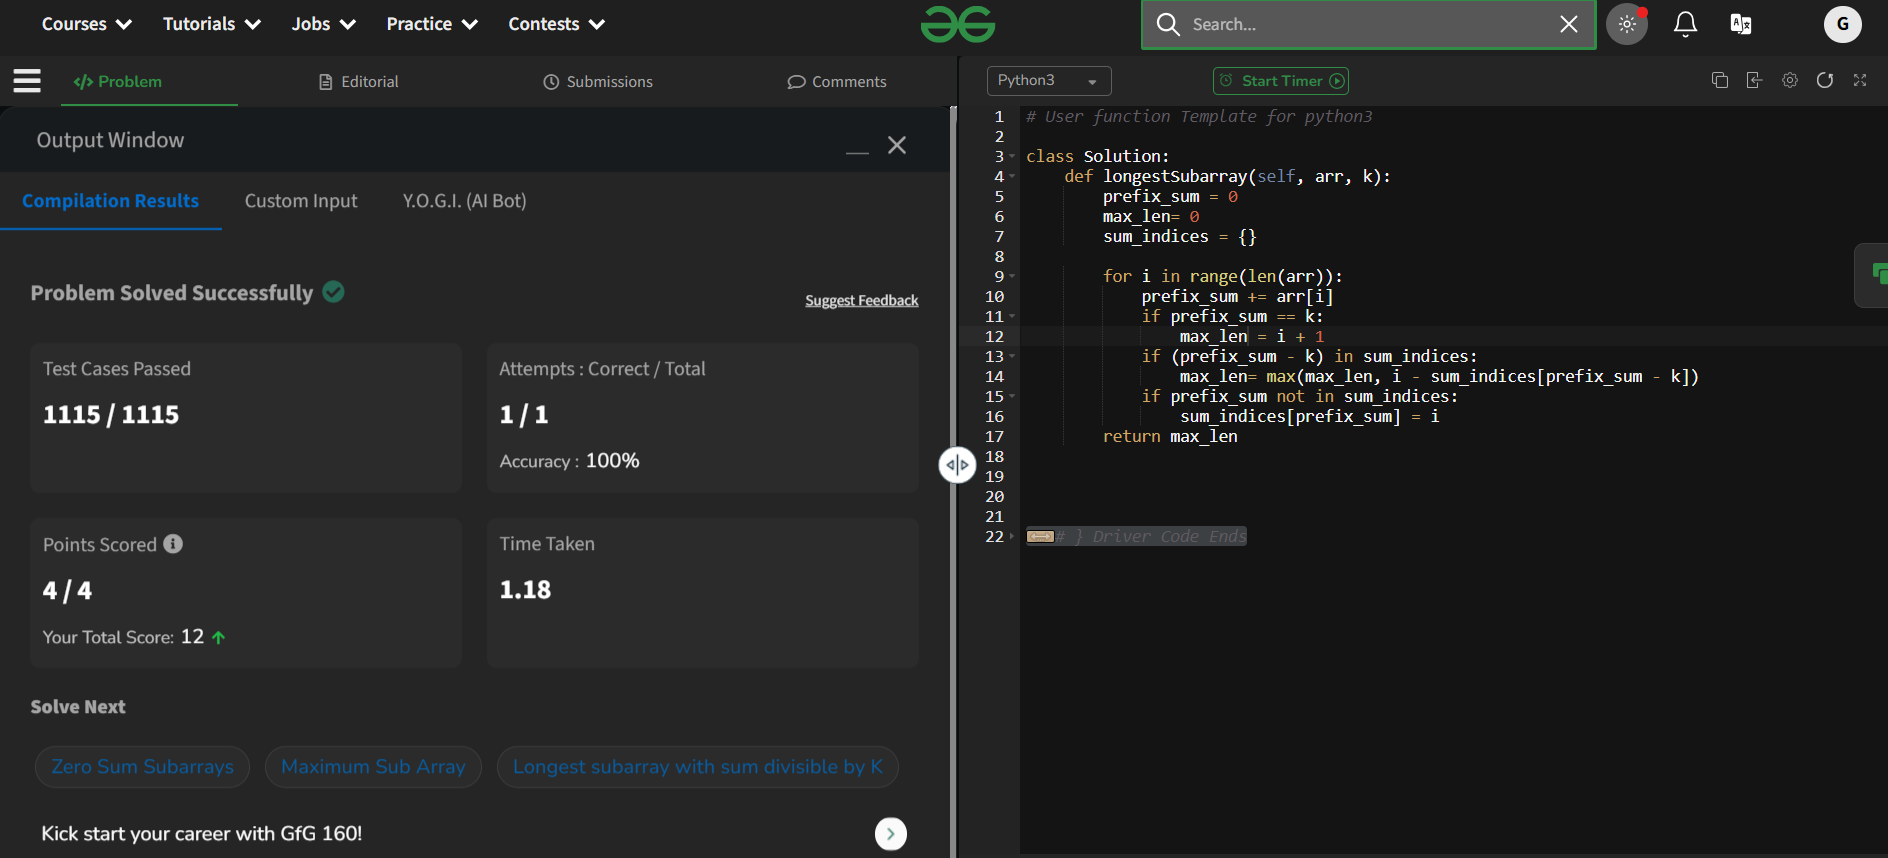 Courses Tutorials Jobs Practice Contests Search... G
Problem Editorial Submissions Comments Python3 Start Timer
Output Window
Compilation Results Custom Input Y.O.G.I. (AI Bot)
Problem Solved Successfully
Suggest Feedback
Test Cases Passed
1115 / 1115
Attempts : Correct / Total
1 / 1
Accuracy : 100%
Points Scored
4 / 4
Your Total Score: 12
Time Taken
1.18
Solve Next
Zero Sum Subarrays Maximum Sub Array Longest subarray with sum divisible by K
Kick start your career with GfG 160!
1 # User function Template for python3
2
3 class Solution:
4     def longestSubarray(self, arr, k):
5         prefix_sum = 0
6         max_len= 0
7         sum_indices = {}
8
9         for i in range(len(arr)):
10             prefix_sum += arr[i]
11             if prefix_sum == k:
12                 max_len = i + 1
13             if (prefix_sum - k) in sum_indices:
14                 max_len= max(max_len, i - sum_indices[prefix_sum - k])
15             if prefix_sum not in sum_indices:
16                 sum_indices[prefix_sum] = i
17         return max_len
18
19
20
21
22 # } Driver Code Ends